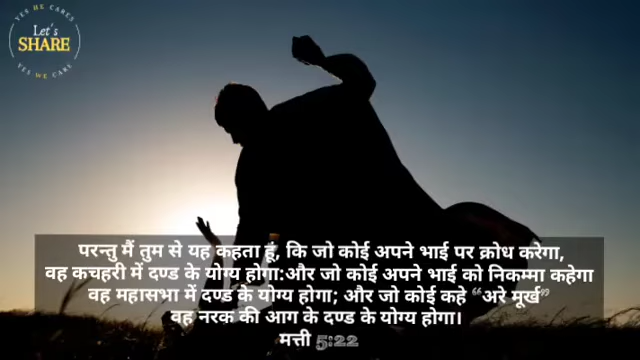 YES HE CARES
Let's
SHARE
YES WE CARE
परन्तु मैं तुम से यह कहता हूं, कि जो कोई अपने भाई पर क्रोध करेगा,
वह कचहरी में दण्ड के योग्य होगा:और जो कोई अपने भाई को निकम्मा कहेगा
वह महासभा में दण्ड के योग्य होगा; और जो कोई कहे “अरे मूर्ख”
वह नरक की आग के दण्ड के योग्य होगा।
मत्ती 5:22